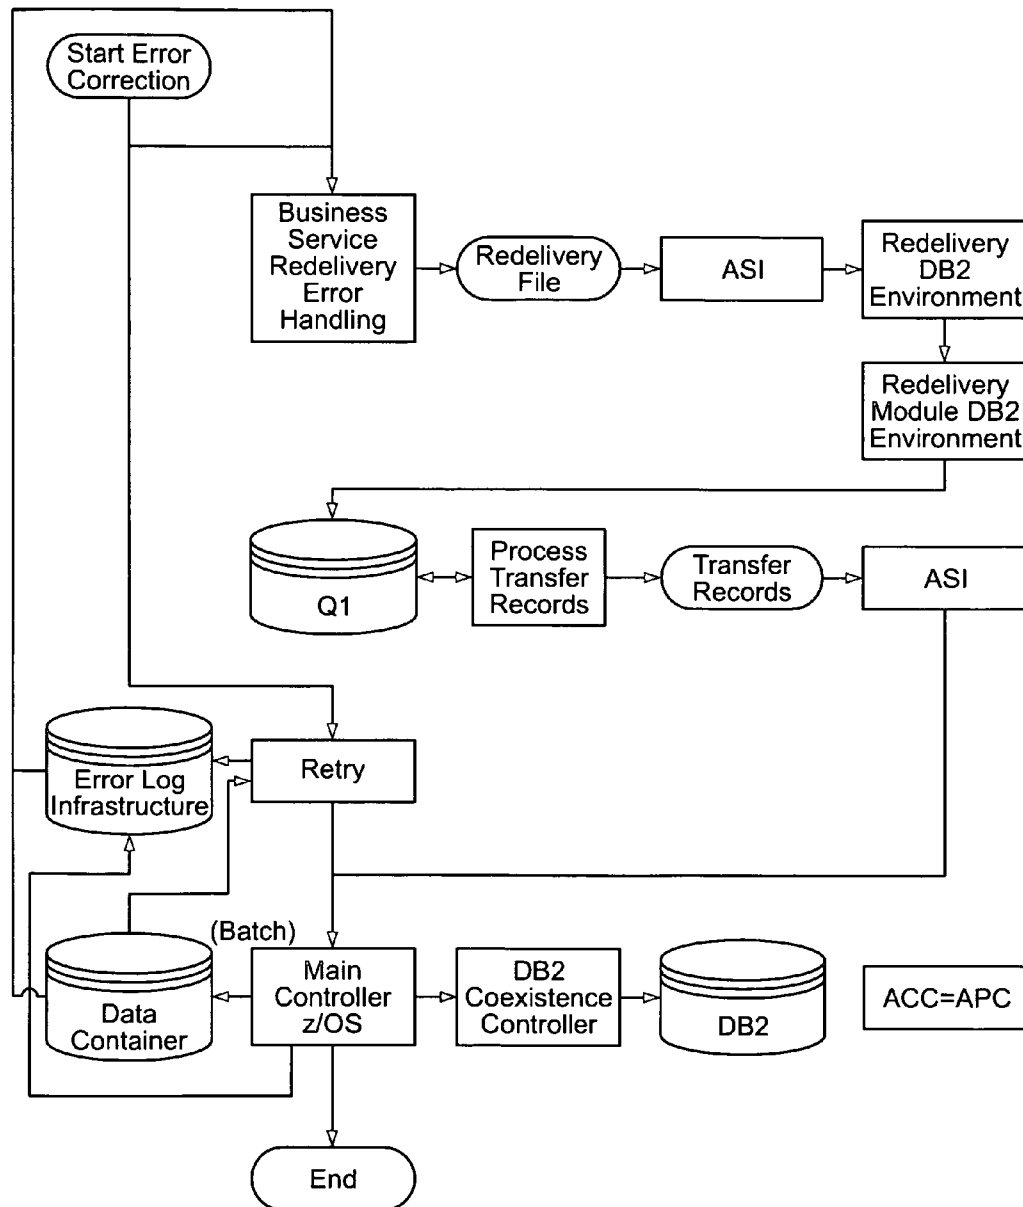 Start Error
Correction
Business
Service
Redelivery
Error
Handling
Redelivery
File
ASI
Redelivery
DB2
Environment
Redelivery
Module DB2
Environment
Q1
Process
Transfer
Records
Transfer
Records
ASI
Error Log
Infrastructure
Retry
(Batch)
Data
Container
Main
Controller
z/OS
DB2
Coexistence
Controller
DB2
ACC=APC
End